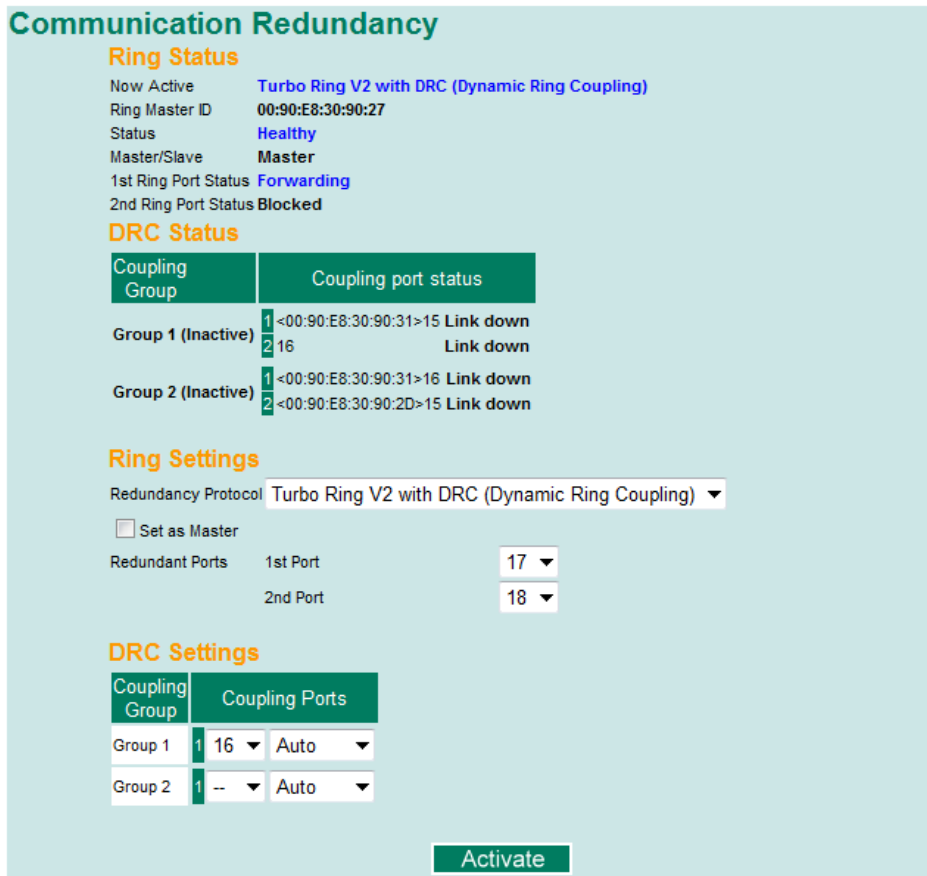 Communication Redundancy
Ring Status
Now Active Turbo Ring V2 with DRC (Dynamic Ring Coupling)
Ring Master ID 00:90:E8:30:90:27
Status Healthy
Master/Slave Master
1st Ring Port Status Forwarding
2nd Ring Port Status Blocked
DRC Status
Coupling Group Coupling port status
Group 1 (Inactive)
1 <00:90:E8:30:90:31>15 Link down
2 16 Link down
Group 2 (Inactive)
1 <00:90:E8:30:90:31>16 Link down
2 <00:90:E8:30:90:2D>15 Link down
Ring Settings
Redundancy Protocol Turbo Ring V2 with DRC (Dynamic Ring Coupling)
Set as Master
Redundant Ports 1st Port 17
2nd Port 18
DRC Settings
Coupling Group Coupling Ports
Group 1 1 16 Auto
Group 2 1 -- Auto
Activate